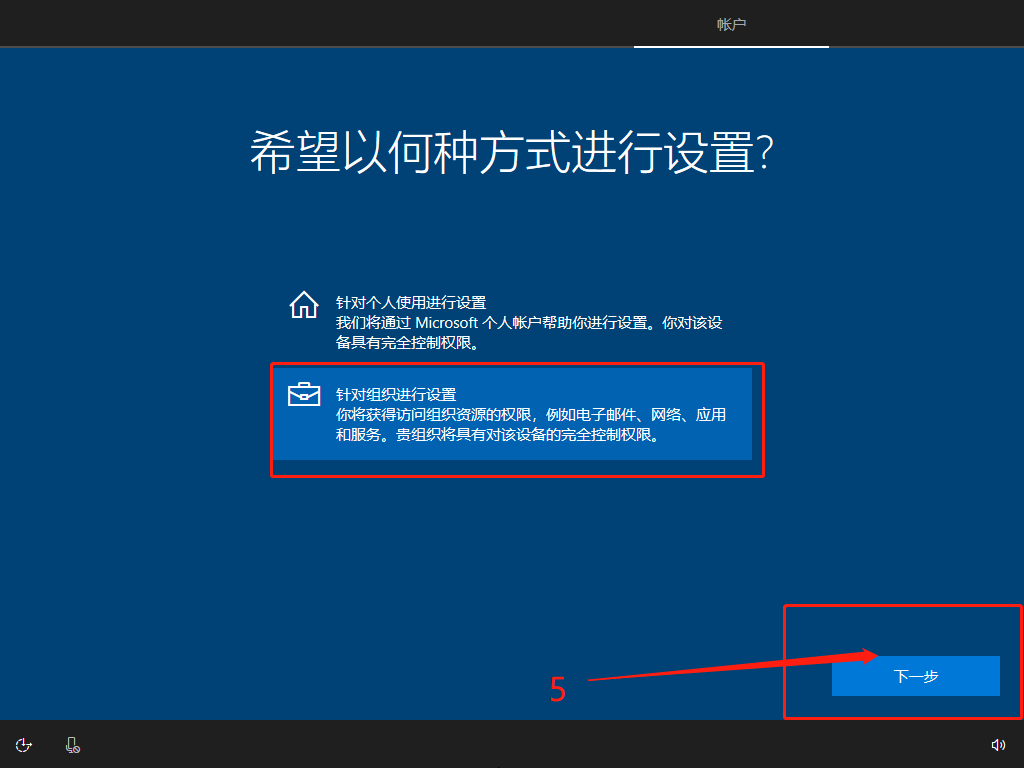 帐户
希望以何种方式进行设置?
针对个人使用进行设置
我们将通过 Microsoft 个人帐户帮助你进行设置。你对该设
备具有完全控制权限。
针对组织进行设置
你将获得访问组织资源的权限，例如电子邮件、网络、应用
和服务。贵组织将具有对该设备的完全控制权限。
5
下一步